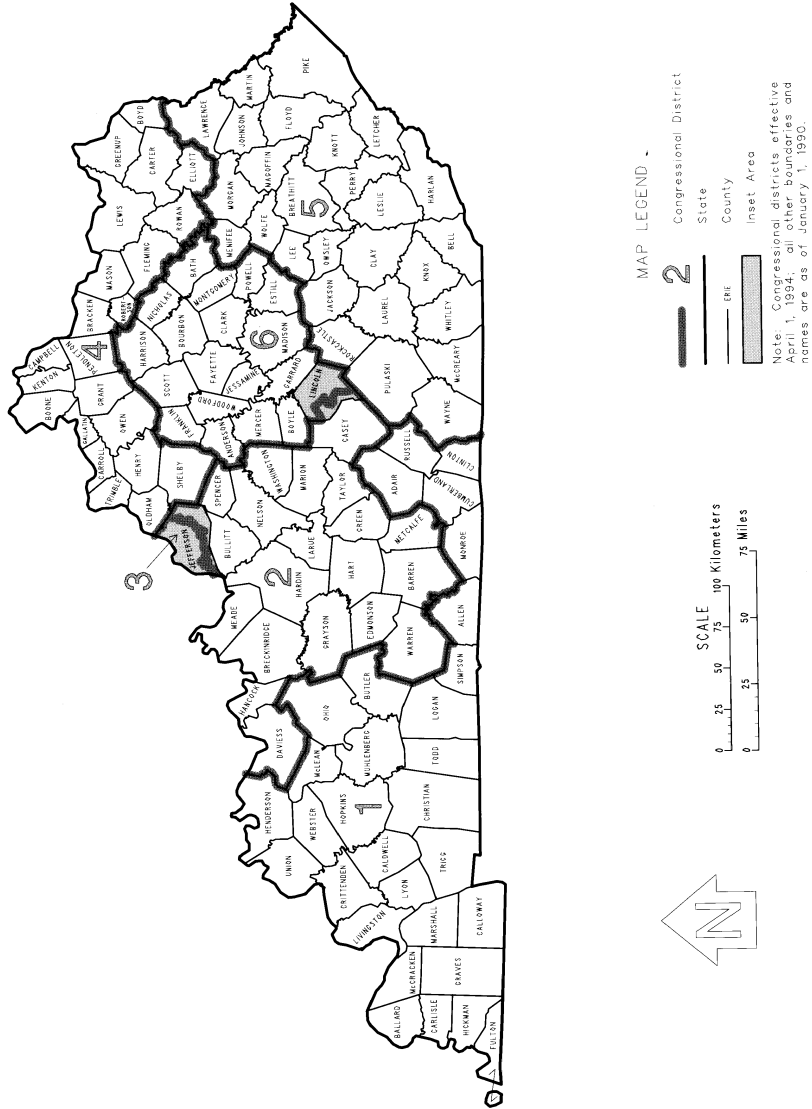 BOONE
KENTON
CAMPBELL
PENDLETON
4
GRANT
GALLATIN
OWEN
CARROLL
TRIMBLE
HENRY
OLDHAM
SHELBY
BRACKEN
ROBERT-
SON
MASON
LEWIS
FLEMING
GREENUP
BOYD
CARTER
ROWAN
ELLIOTT
LAWRENCE
MARTIN
JOHNSON
MORGAN
MAGOFFIN
FLOYD
PIKE
MENIFEE
WOLFE
BREATHITT
5
KNOTT
PERRY
LETCHER
LEE
OWSLEY
LESLIE
HARLAN
JACKSON
CLAY
ROCKCASTLE
LAUREL
KNOX
BELL
PULASKI
WHITLEY
McCREARY
WAYNE
HARRISON
NICHOLAS
BATH
SCOTT
BOURBON
MONTGOMERY
FRANKLIN
FAYETTE
CLARK
POWELL
WOODFORD
JESSAMINE
6
ESTILL
MADISON
ANDERSON
MERCER
GARRARD
BOYLE
LINCOLN
3
JEFFERSON
BULLITT
SPENCER
NELSON
WASHINGTON
MARION
CASEY
MEADE
2
HARDIN
LARUE
TAYLOR
GREEN
ADAIR
RUSSELL
CLINTON
CUMBERLAND
BRECKINRIDGE
GRAYSON
HART
METCALFE
EDMONSON
BARREN
MONROE
WARREN
ALLEN
HANCOCK
DAVIESS
OHIO
BUTLER
SIMPSON
LOGAN
McLEAN
MUHLENBERG
TODD
HENDERSON
WEBSTER
HOPKINS
1
CHRISTIAN
UNION
CRITTENDEN
CALDWELL
LYON
TRIGG
LIVINGSTON
MARSHALL
CALLOWAY
McCRACKEN
GRAVES
BALLARD
CARLISLE
HICKMAN
FULTON
N
SCALE
0 25 50 75 100 Kilometers
0 25 50 75 Miles
MAP LEGEND
2 Congressional District
State
ERIE County
Inset Area
Note: Congressional districts effective
April 1, 1994; all other boundaries and
names are as of January 1, 1990.